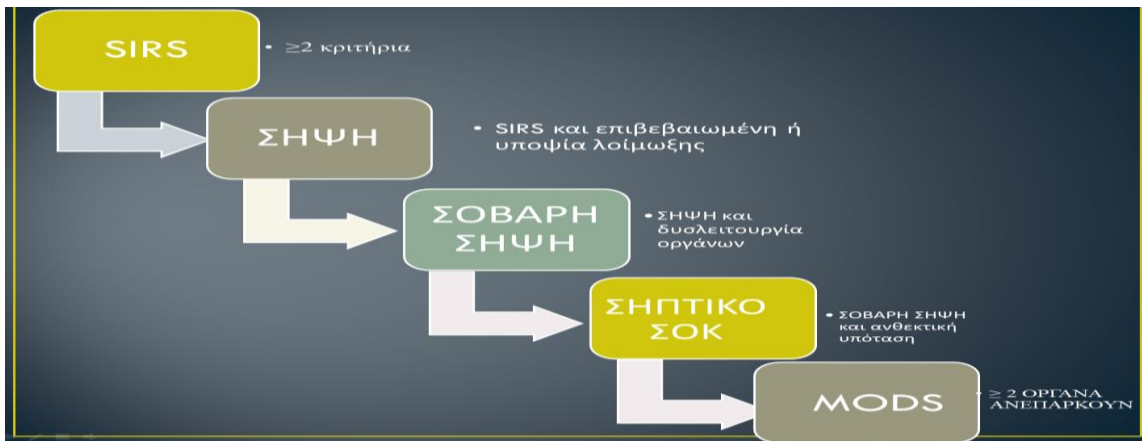 SIRS
• ≥2 κριτήρια
ΣΗΨΗ
• SIRS και επιβεβαιωμένη ή
υποψία λοίμωξης
ΣΟΒΑΡΗ
ΣΗΨΗ
• ΣΗΨΗ και
δυσλειτουργία
οργάνων
ΣΗΠΤΙΚΟ
ΣΟΚ
• ΣΟΒΑΡΗ ΣΗΨΗ
και ανθεκτική
υπόταση
MODS
• ≥ 2 ΟΡΓΑΝΑ
ΑΝΕΠΑΡΚΟΥΝ